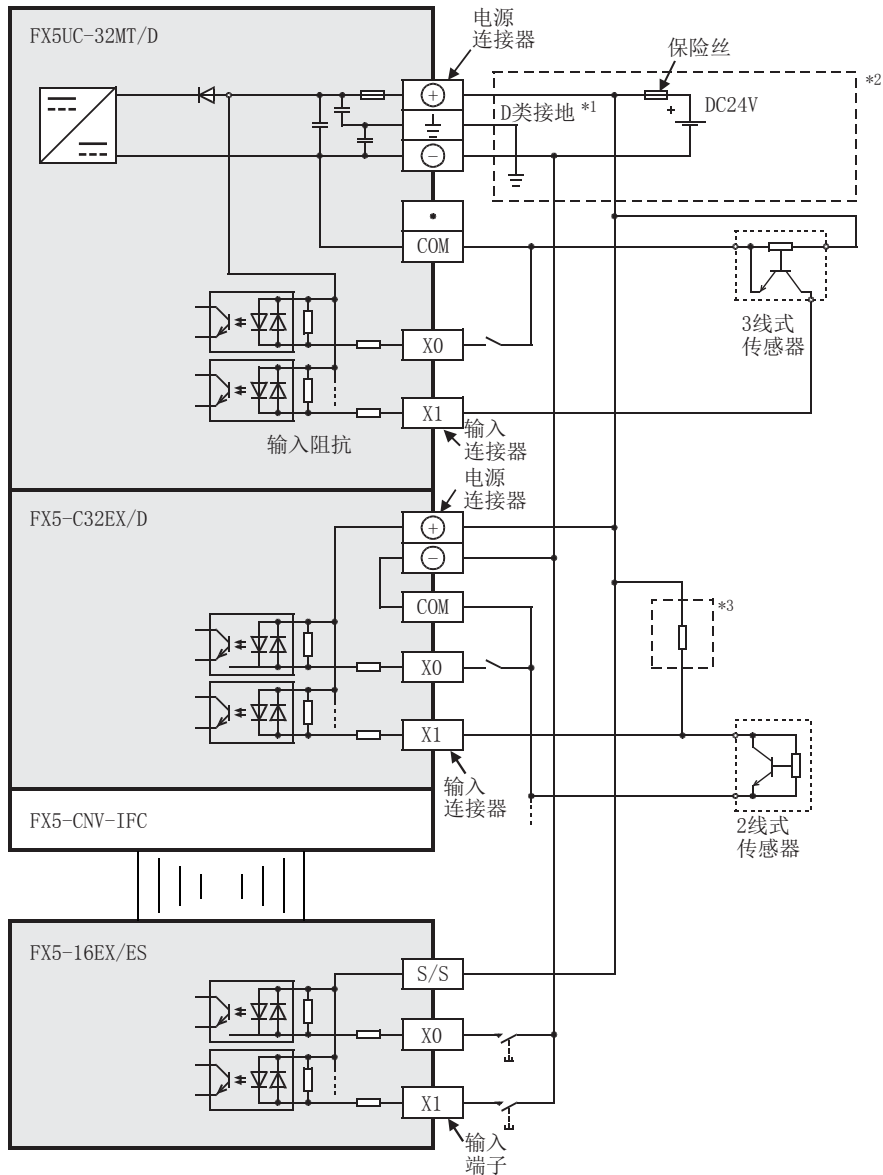 电源
连接器
FX5UC-32MT/D
保险丝
*2
+
D类接地 *1
+
DC24V
-
•
COM
3线式
传感器
X0
X1
输入阻抗
输入
连接器
电源
连接器
FX5-C32EX/D
+
-
COM
*3
X0
X1
输入
连接器
2线式
传感器
FX5-CNV-IFC
FX5-16EX/ES
S/S
X0
X1
输入
端子